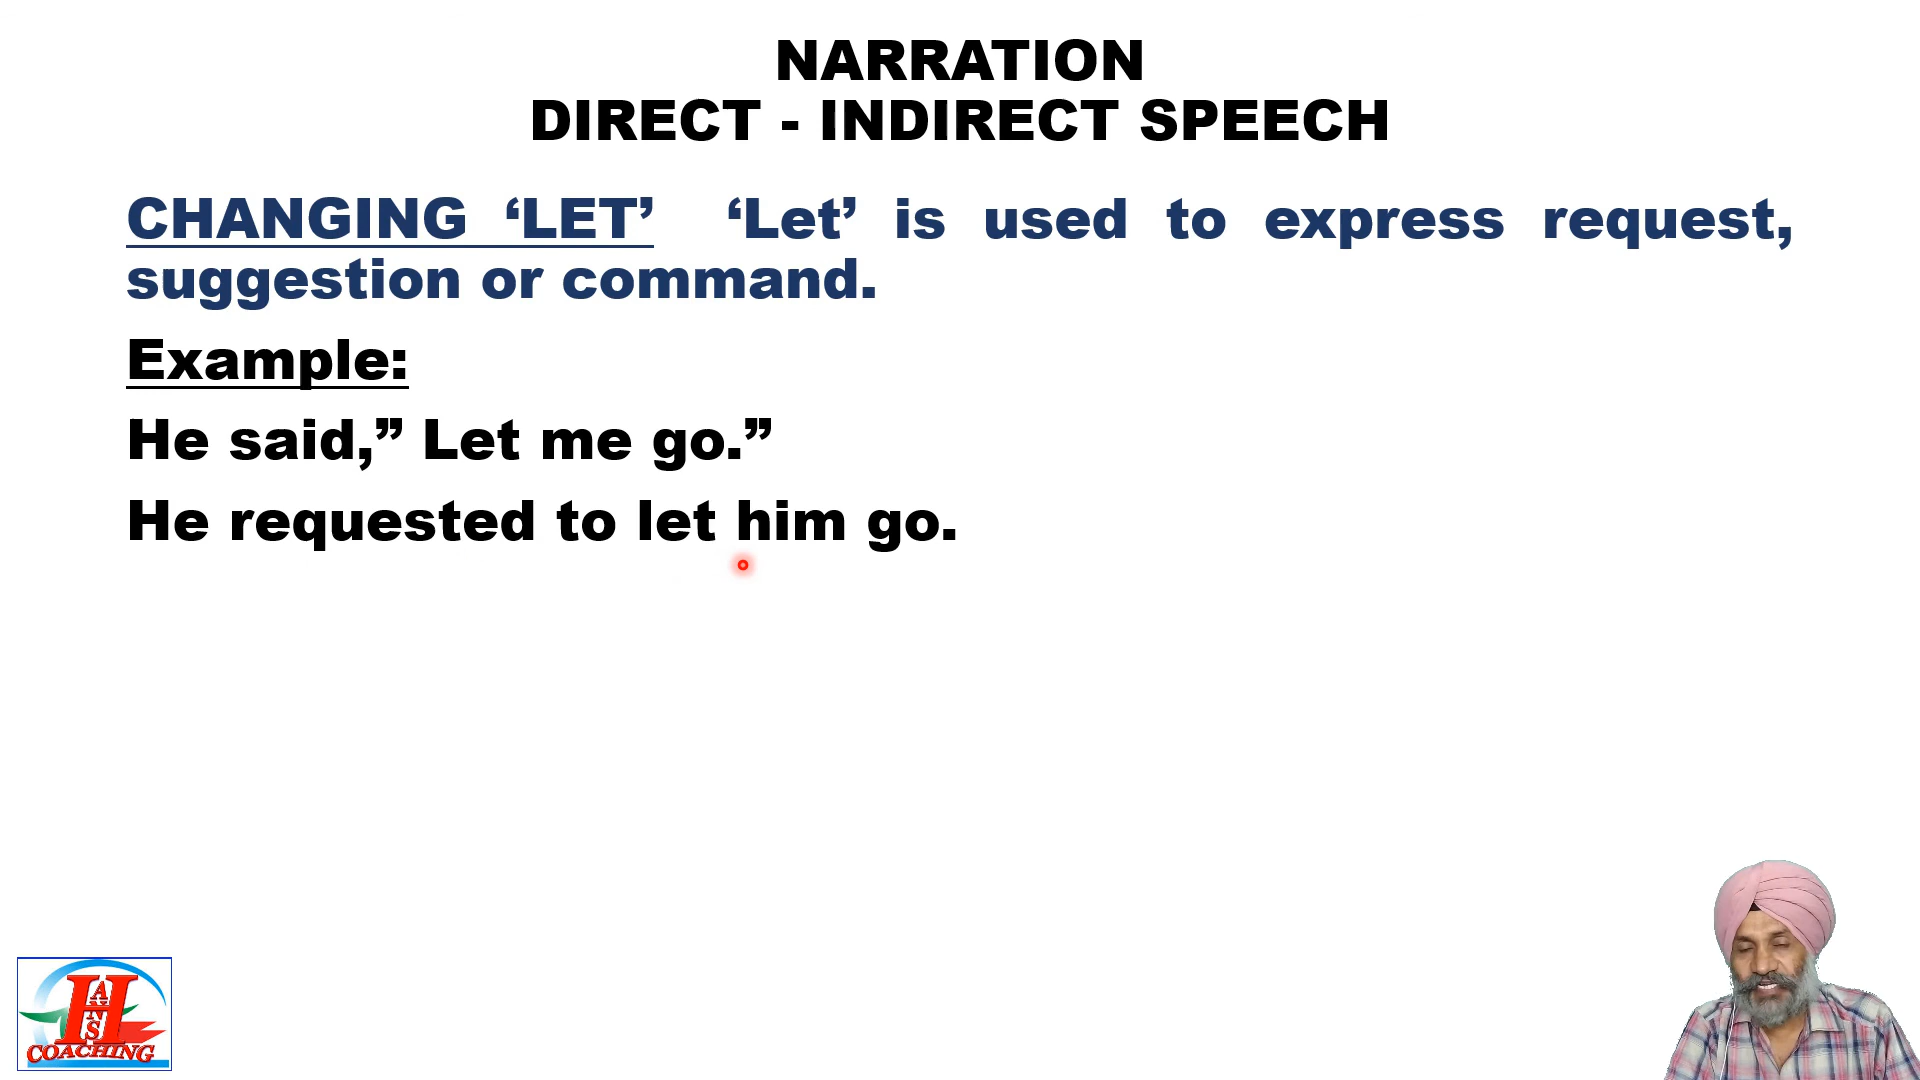 NARRATION
DIRECT - INDIRECT SPEECH
CHANGING ‘LET’ ‘Let’ is used to express request,
suggestion or command.
Example:
He said,” Let me go.”
He requested to let him go.
HANS
COACHING